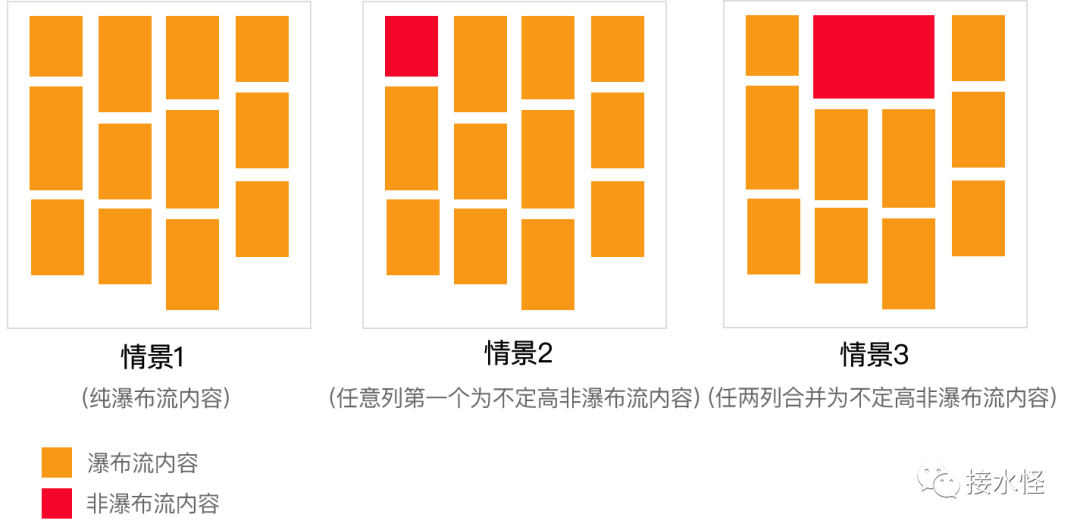 情景1
(纯瀑布流内容)
情景2
(任意列第一个为不定高非瀑布流内容)
情景3
(任两列合并为不定高非瀑布流内容)
瀑布流内容
非瀑布流内容
接水怪